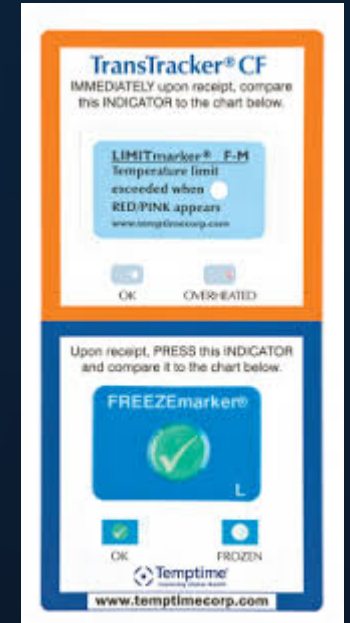 TransTracker® CF
IMMEDIATELY upon receipt, compare
this INDICATOR to the chart below.
LIMITmarker® F-M
Temperature limit
exceeded when
RED/PINK appears
www.temptimecorp.com
OK OVERHEATED
Upon receipt, PRESS this INDICATOR
and compare it to the chart below.
FREEZEmarker®
L
OK FROZEN
Temptime
www.temptimecorp.com